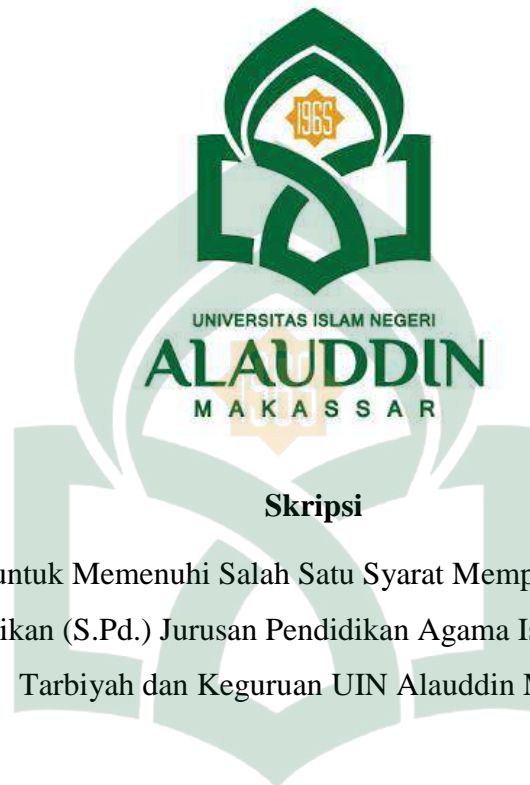 1965
UNIVERSITAS ISLAM NEGERI
ALAUDDIN
MAKASSAR
1965
Skripsi
untuk Memenuhi Salah Satu Syarat Memp
ikan (S.Pd.) Jurusan Pendidikan Agama Is
Tarbiyah dan Keguruan UIN Alauddin M